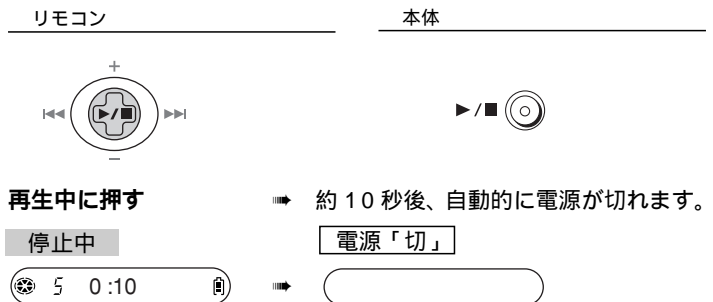 リモコン
本体
+
⏮ ▶/■ ⏭
−
▶/■
再生中に押す ➠ 約10秒後、自動的に電源が切れます。
停止中
電源「切」
5 0:10 ➠